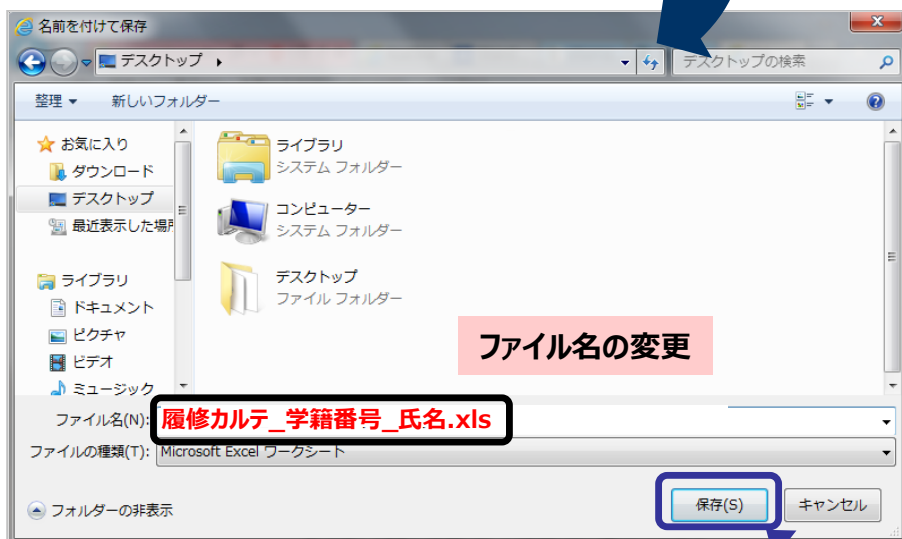 名前を付けて保存
デスクトップ
デスクトップの検索
整理 新しいフォルダー
お気に入り
ダウンロード
デスクトップ
最近表示した場所
ライブラリ
ドキュメント
ピクチャ
ビデオ
ミュージック
ライブラリ
システム フォルダー
コンピューター
システム フォルダー
デスクトップ
ファイル フォルダー
ファイル名の変更
ファイル名(N): 履修カルテ_学籍番号_氏名.xls
ファイルの種類(T): Microsoft Excel ワークシート
フォルダーの非表示
保存(S)
キャンセル